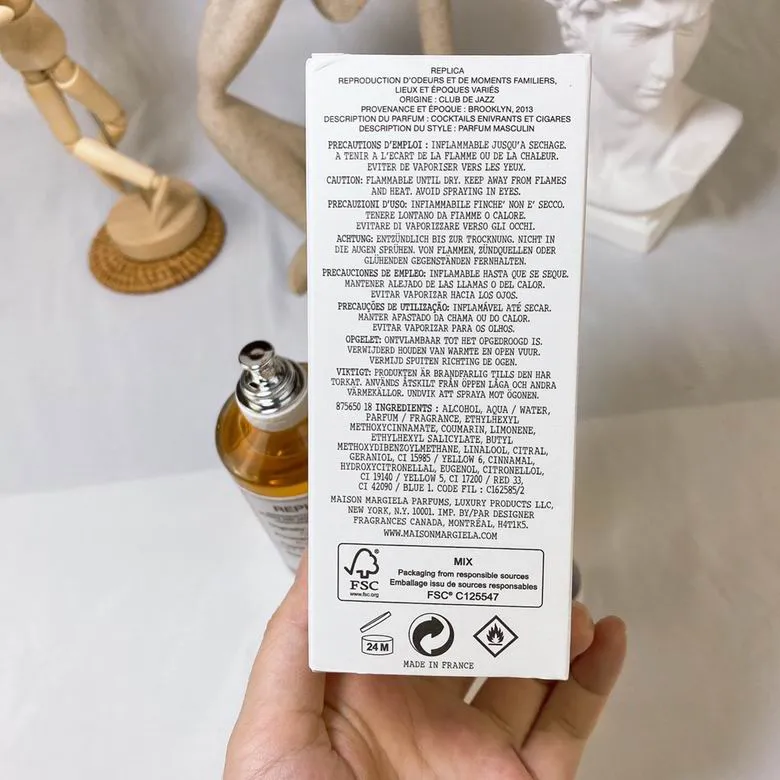 REPLICA
REPRODUCTION D'ODEURS ET DE MOMENTS FAMILIERS,
LIEUX ET ÉPOQUES VARIÉS
ORIGINE : CLUB DE JAZZ
PROVENANCE ET ÉPOQUE : BROOKLYN, 2013
DESCRIPTION DU PARFUM : COCKTAILS ENIVRANTS ET CIGARES
DESCRIPTION DU STYLE : PARFUM MASCULIN
PRECAUTIONS D'EMPLOI : INFLAMMABLE JUSQU'A SECHAGE.
A TENIR A L'ECART DE LA FLAMME OU DE LA CHALEUR.
EVITER DE VAPORISER VERS LES YEUX.
CAUTION: FLAMMABLE UNTIL DRY. KEEP AWAY FROM FLAMES
AND HEAT. AVOID SPRAYING IN EYES.
PRECAUZIONI D'USO: INFIAMMABILE FINCHE' NON E' SECCO.
TENERE LONTANO DA FIAMME O CALORE.
EVITARE DI VAPORIZZARE VERSO GLI OCCHI.
ACHTUNG: ENTZÜNDLICH BIS ZUR TROCKNUNG. NICHT IN
DIE AUGEN SPRÜHEN. VON FLAMMEN, ZÜNDQUELLEN ODER
GLÜHENDEN GEGENSTÄNDEN FERNHALTEN.
PRECAUCIONES DE EMPLEO: INFLAMABLE HASTA QUE SE SEQUE.
MANTENER ALEJADO DE LAS LLAMAS O DEL CALOR.
EVITAR VAPORIZAR HACIA LOS OJOS.
PRECAUÇÕES DE UTILIZAÇÃO: INFLAMÁVEL ATÉ SECAR.
MANTER AFASTADO DA CHAMA OU DO CALOR.
EVITAR VAPORIZAR PARA OS OLHOS.
OPGELET: ONTVLAMBAAR TOT HET OPGEDROOGD IS.
VERWIJDERD HOUDEN VAN WARMTE EN OPEN VUUR.
VERMIJD SPUITEN RICHTING DE OGEN.
VIKTIGT: PRODUKTEN ÄR BRANDFARLIG TILLS DEN HAR
TORKAT. ANVÄNDS ÅTSKILT FRÅN ÖPPEN LÅGA OCH ANDRA
VÄRMEKÄLLOR. UNDVIK ATT SPRAYA MOT ÖGONEN.
875650 18 INGREDIENTS : ALCOHOL, AQUA / WATER,
PARFUM / FRAGRANCE, ETHYLHEXYL
METHOXYCINNAMATE, COUMARIN, LIMONENE,
ETHYLHEXYL SALICYLATE, BUTYL
METHOXYDIBENZOYLMETHANE, LINALOOL, CITRAL,
GERANIOL, CI 15985 / YELLOW 6, CINNAMAL,
HYDROXYCITRONELLAL, EUGENOL, CITRONELLOL,
CI 19140 / YELLOW 5, CI 17200 / RED 33,
CI 42090 / BLUE 1. CODE FIL : C162585/2
MAISON MARGIELA PARFUMS, LUXURY PRODUCTS LLC,
NEW YORK, N.Y. 10001. IMP. BY/PAR DESIGNER
FRAGRANCES CANADA, MONTRÉAL, H4T1K5.
WWW.MAISONMARGIELA.COM
FSC
www.fsc.org
MIX
Packaging from responsible sources
Emballage issu de sources responsables
FSC® C125547
24 M
MADE IN FRANCE